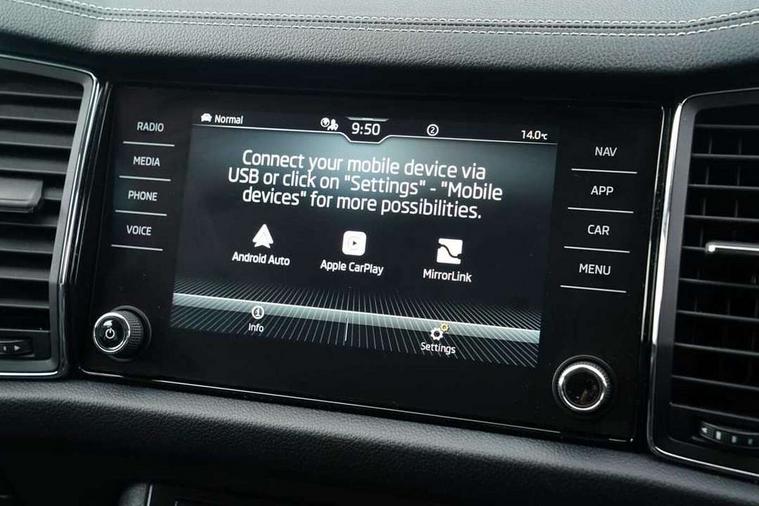 RADIO
MEDIA
PHONE
VOICE
Normal
9:50
2
14.0°C
Connect your mobile device via
USB or click on "Settings" - "Mobile
devices" for more possibilities.
Android Auto
Apple CarPlay
MirrorLink
Info
Settings
NAV
APP
CAR
MENU